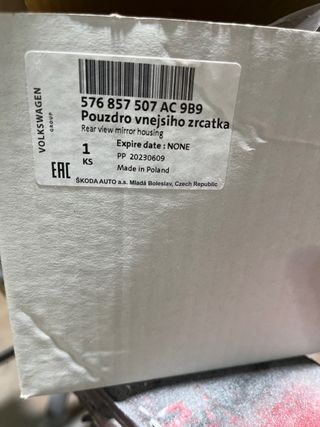 576 857 507 AC 9B9
Pouzdro vnejsiho zrcatka
Rear view mirror housing
1
KS
Expire date : NONE
PP 20230609
Made in Poland
ŠKODA AUTO a.s. Mladá Boleslav, Czech Republic
VOLKSWAGEN
GROUP
EAC